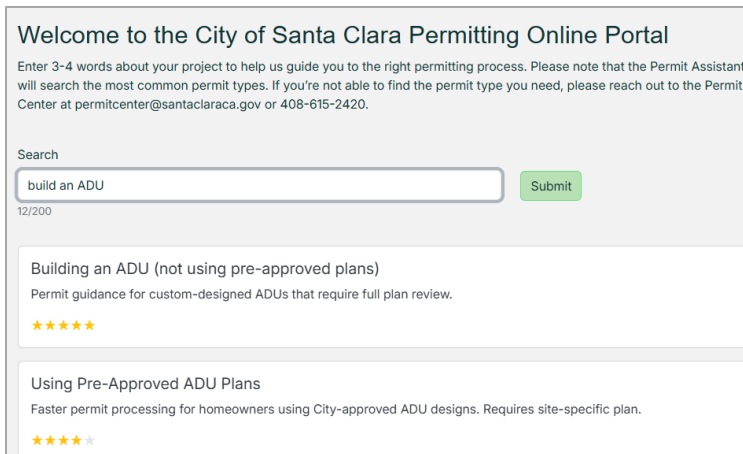 Welcome to the City of Santa Clara Permitting Online Portal
Enter 3-4 words about your project to help us guide you to the right permitting process. Please note that the Permit Assistant
will search the most common permit types. If you're not able to find the permit type you need, please reach out to the Permit
Center at permitcenter@santaclaraca.gov or 408-615-2420.
Search
build an ADU
Submit
12/200
Building an ADU (not using pre-approved plans)
Permit guidance for custom-designed ADUs that require full plan review.
★★★★★
Using Pre-Approved ADU Plans
Faster permit processing for homeowners using City-approved ADU designs. Requires site-specific plan.
★★★★★